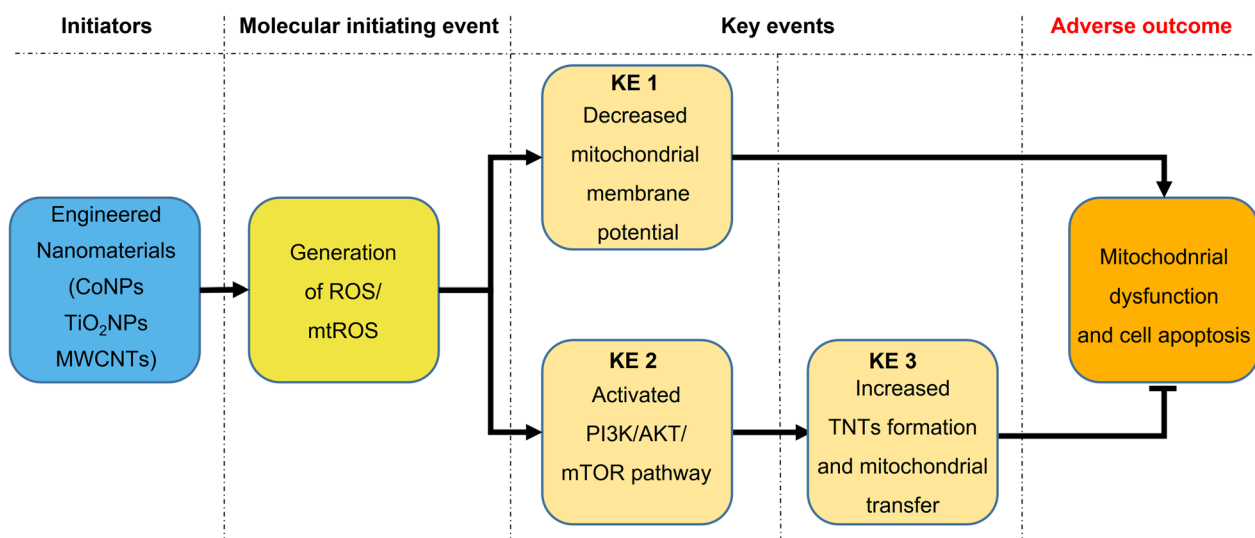 Initiators
Molecular initiating event
Key events
Adverse outcome
Engineered
Nanomaterials
(CoNPs
TiO₂NPs
MWCNTs)
Generation
of ROS/
mtROS
KE 1
Decreased
mitochondrial
membrane
potential
KE 2
Activated
PI3K/AKT/
mTOR pathway
KE 3
Increased
TNTs formation
and mitochondrial
transfer
Mitochodnrial
dysfunction
and cell apoptosis